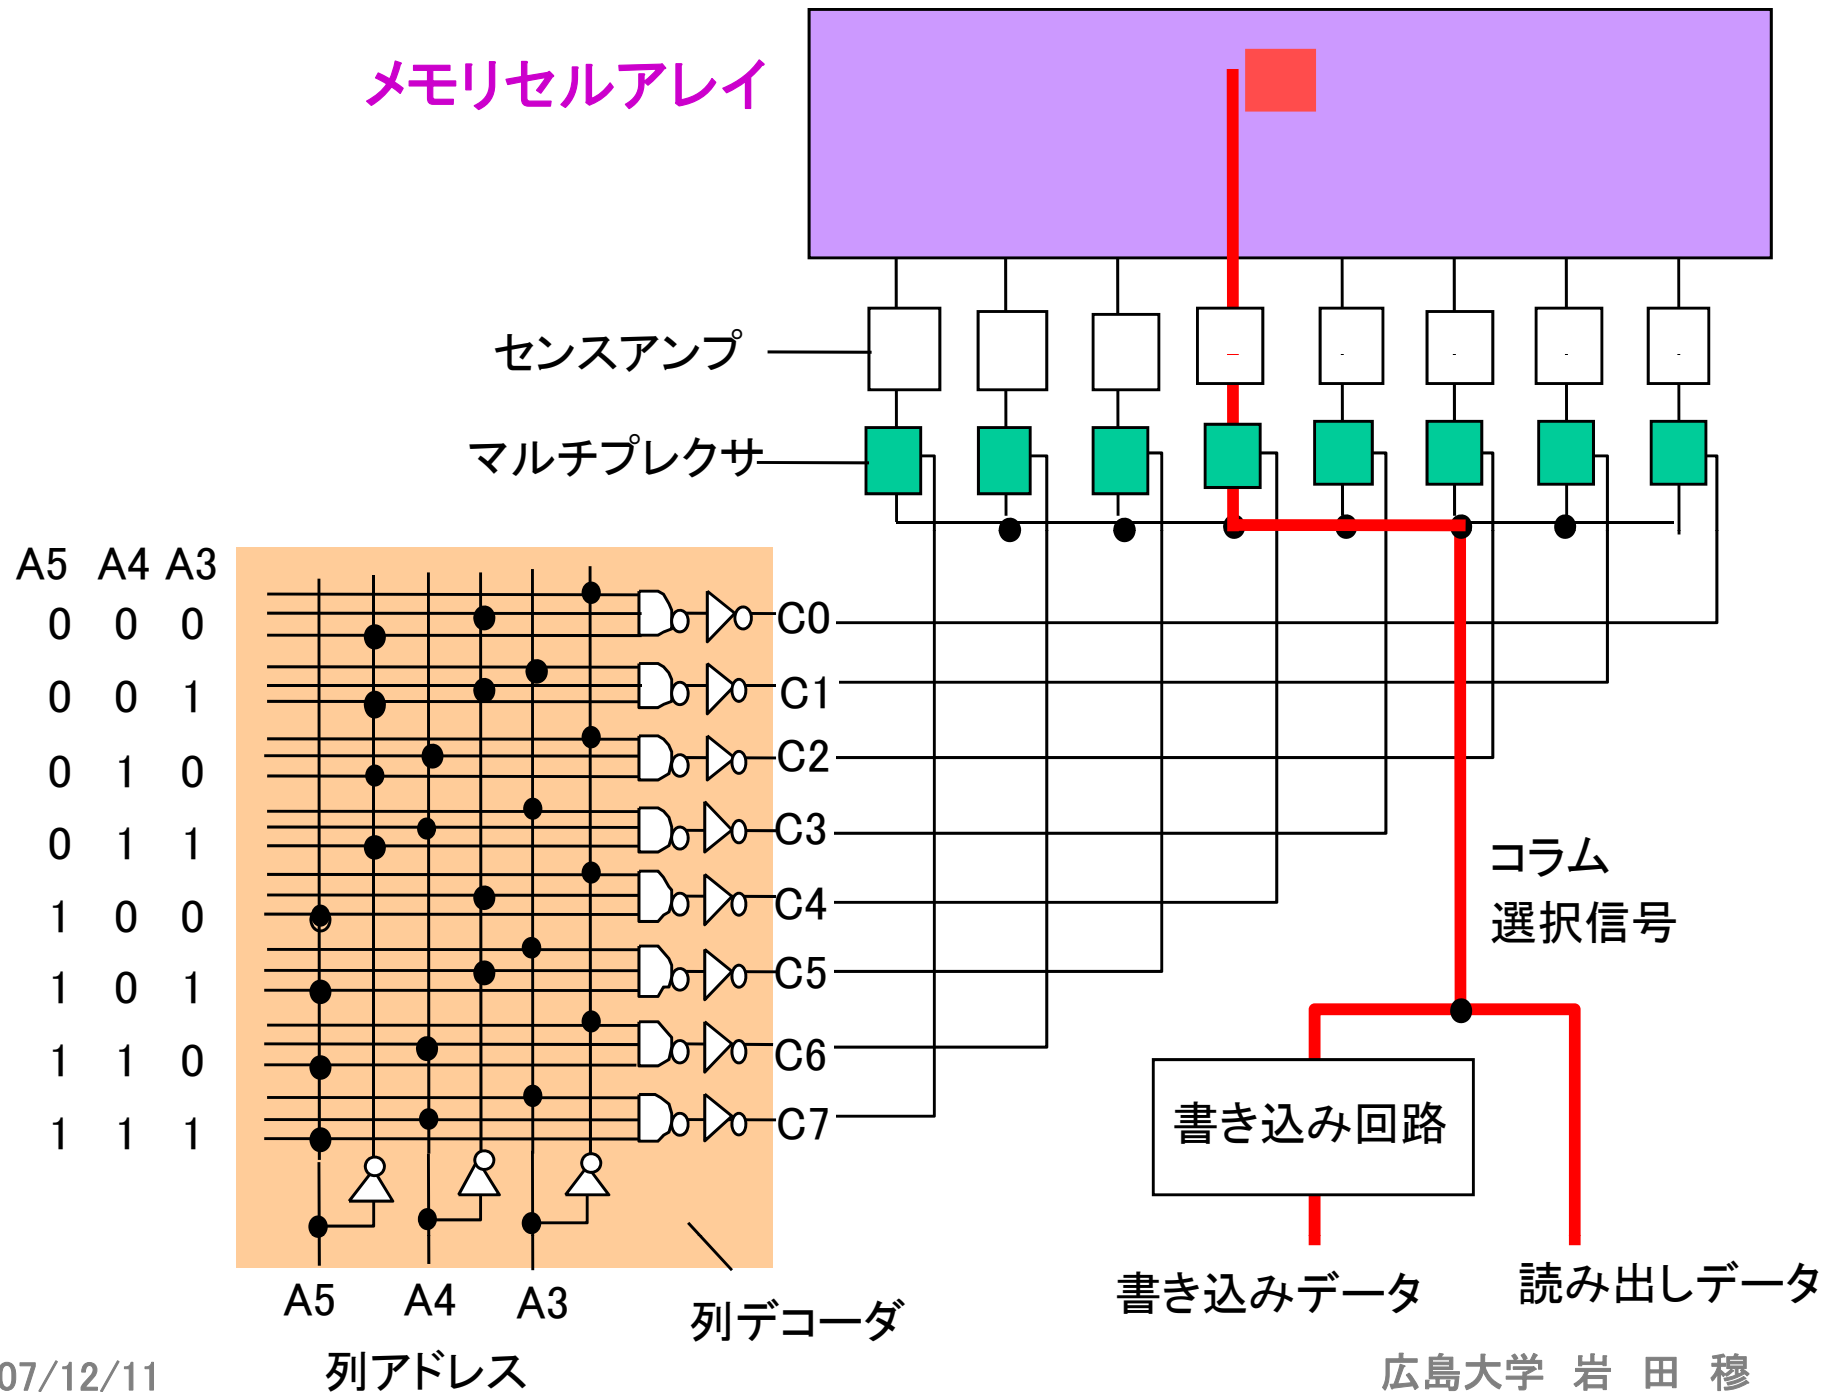 メモリセルアレイ
センスアンプ
マルチプレクサ
A5 A4 A3
0 0 0 C0
0 0 1 C1
0 1 0 C2
0 1 1 C3
1 0 0 C4
1 0 1 C5
1 1 0 C6
1 1 1 C7
コラム
選択信号
書き込み回路
A5 A4 A3
列デコーダ
書き込みデータ
読み出しデータ
列アドレス
07/12/11
広島大学 岩 田 穆